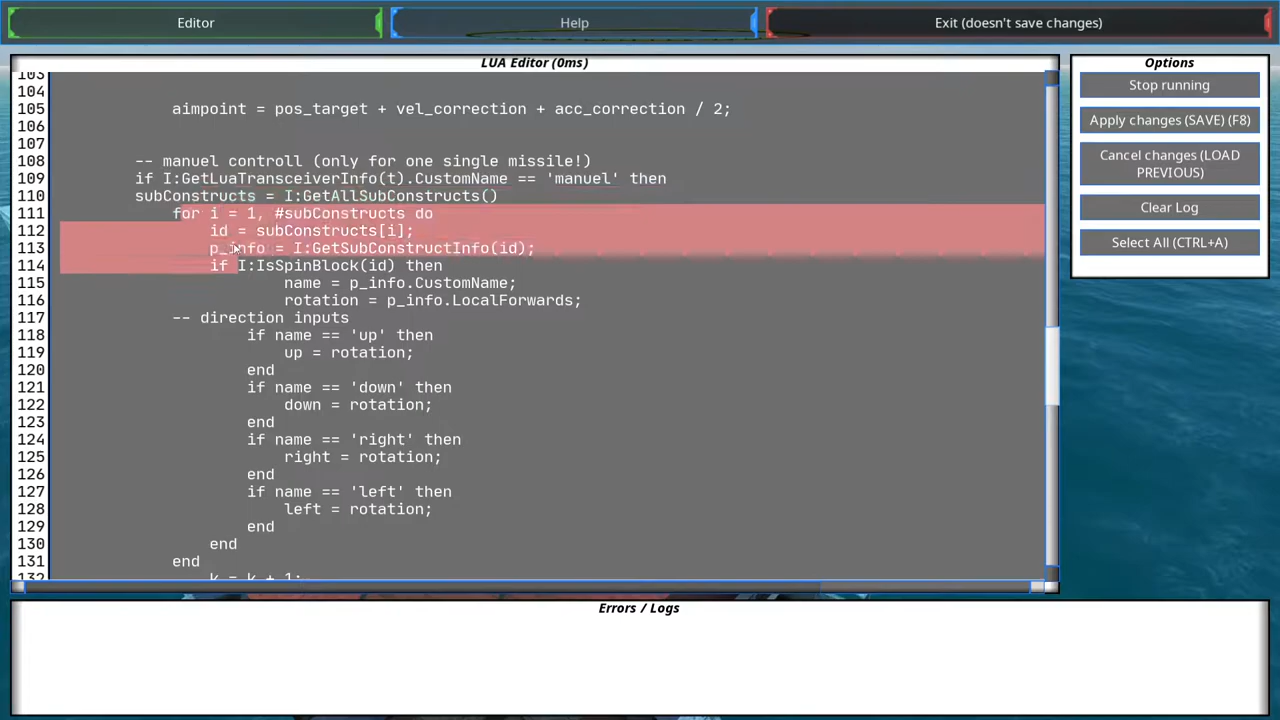 Editor
Help
Exit (doesn't save changes)
LUA Editor (0ms)
Options
103
104
105 aimpoint = pos_target + vel_correction + acc_correction / 2;
106
107
108 -- manuel controll (only for one single missile!)
109 if I:GetLuaTransceiverInfo(t).CustomName == 'manuel' then
110 subConstructs = I:GetAllSubConstructs()
111 for i = 1, #subConstructs do
112 id = subConstructs[i];
113 p_info = I:GetSubConstructInfo(id);
114 if I:IsSpinBlock(id) then
115 name = p_info.CustomName;
116 rotation = p_info.LocalForwards;
117 -- direction inputs
118 if name == 'up' then
119 up = rotation;
120 end
121 if name == 'down' then
122 down = rotation;
123 end
124 if name == 'right' then
125 right = rotation;
126 end
127 if name == 'left' then
128 left = rotation;
129 end
130 end
131 end
132 k = k + 1;
Stop running
Apply changes (SAVE) (F8)
Cancel changes (LOAD
PREVIOUS)
Clear Log
Select All (CTRL+A)
Errors / Logs